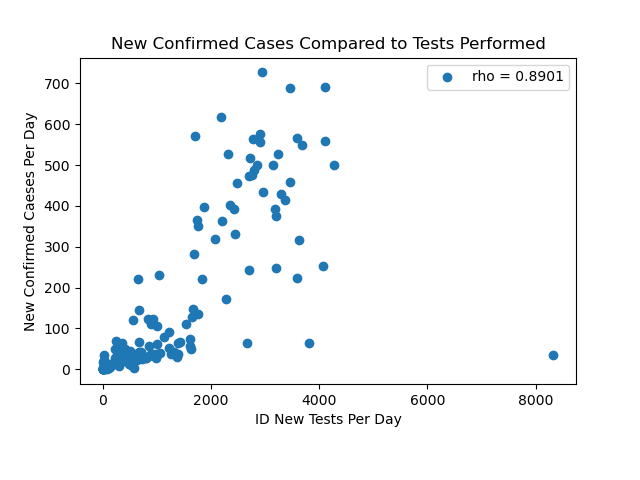 New Confirmed Cases Compared to Tests Performed
rho = 0.8901
700
600
500
400
300
200
100
0
New Confirmed Caeses Per Day
0 2000 4000 6000 8000
ID New Tests Per Day